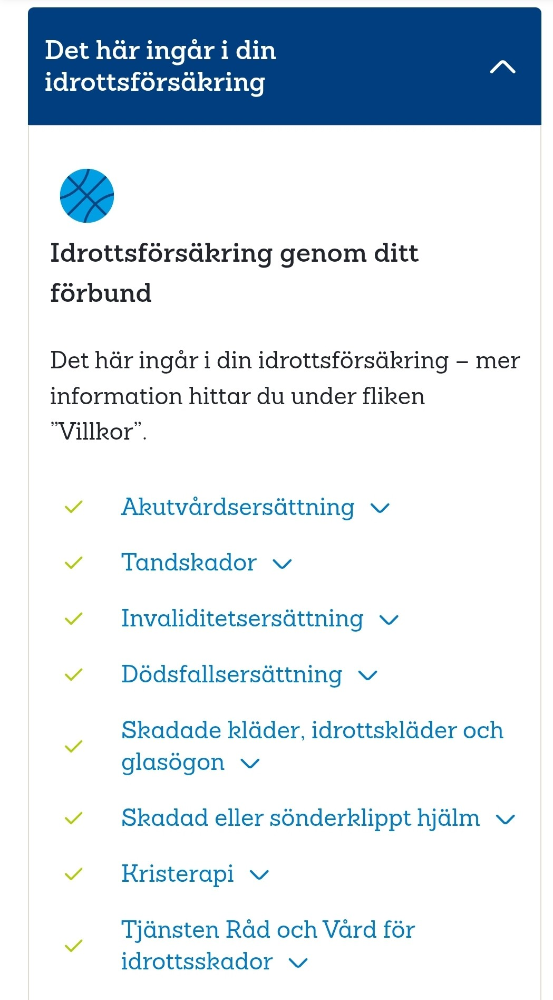 Det här ingår i din
idrottsförsäkring
Idrottsförsäkring genom ditt
förbund
Det här ingår i din idrottsförsäkring – mer
information hittar du under fliken
”Villkor”.
Akutvårdsersättning
Tandskador
Invaliditetsersättning
Dödsfallsersättning
Skadade kläder, idrottskläder och
glasögon
Skadad eller sönderklippt hjälm
Kristerapi
Tjänsten Råd och Vård för
idrottsskador